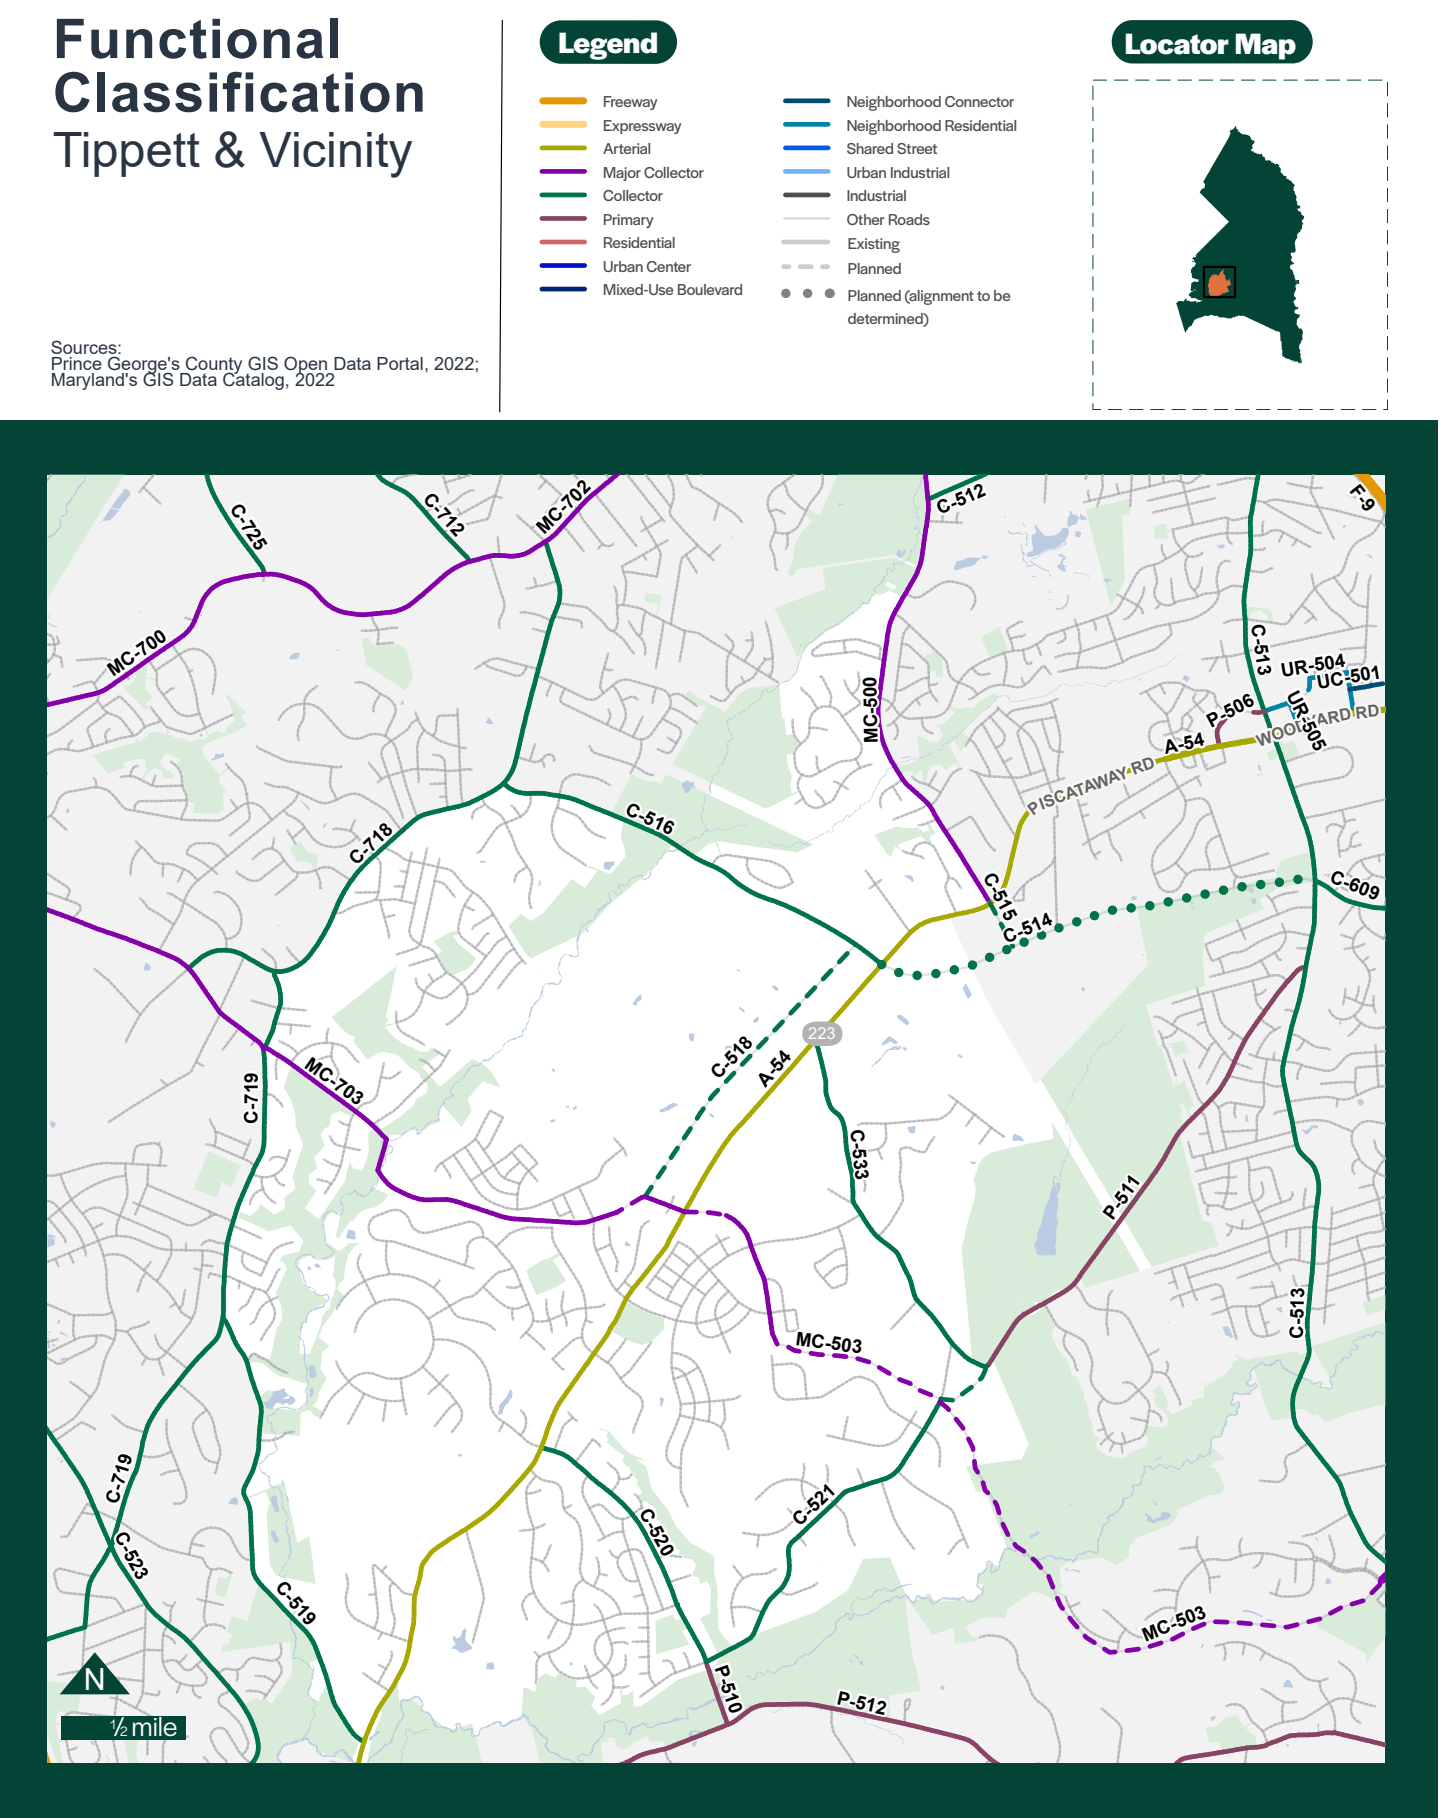 Functional
Classification
Tippett & Vicinity
Sources:
Prince George's County GIS Open Data Portal, 2022;
Maryland's GIS Data Catalog, 2022
Legend
Freeway
Expressway
Arterial
Major Collector
Collector
Primary
Residential
Urban Center
Mixed-Use Boulevard
Neighborhood Connector
Neighborhood Residential
Shared Street
Urban Industrial
Industrial
Other Roads
Existing
Planned
Planned (alignment to be
determined)
Locator Map
C-725
C-712
MC-702
C-512
F-9
MC-700
C-513
UR-504
UC-501
MC-500
P-506
UR-505
A-54
WOODYARD RD
PISCATAWAY RD
C-718
C-516
C-515
C-609
C-514
223
C-518
A-54
MC-703
C-719
C-533
P-511
C-513
MC-503
C-719
C-521
C-520
C-523
C-519
MC-503
N
P-510
P-512
½ mile